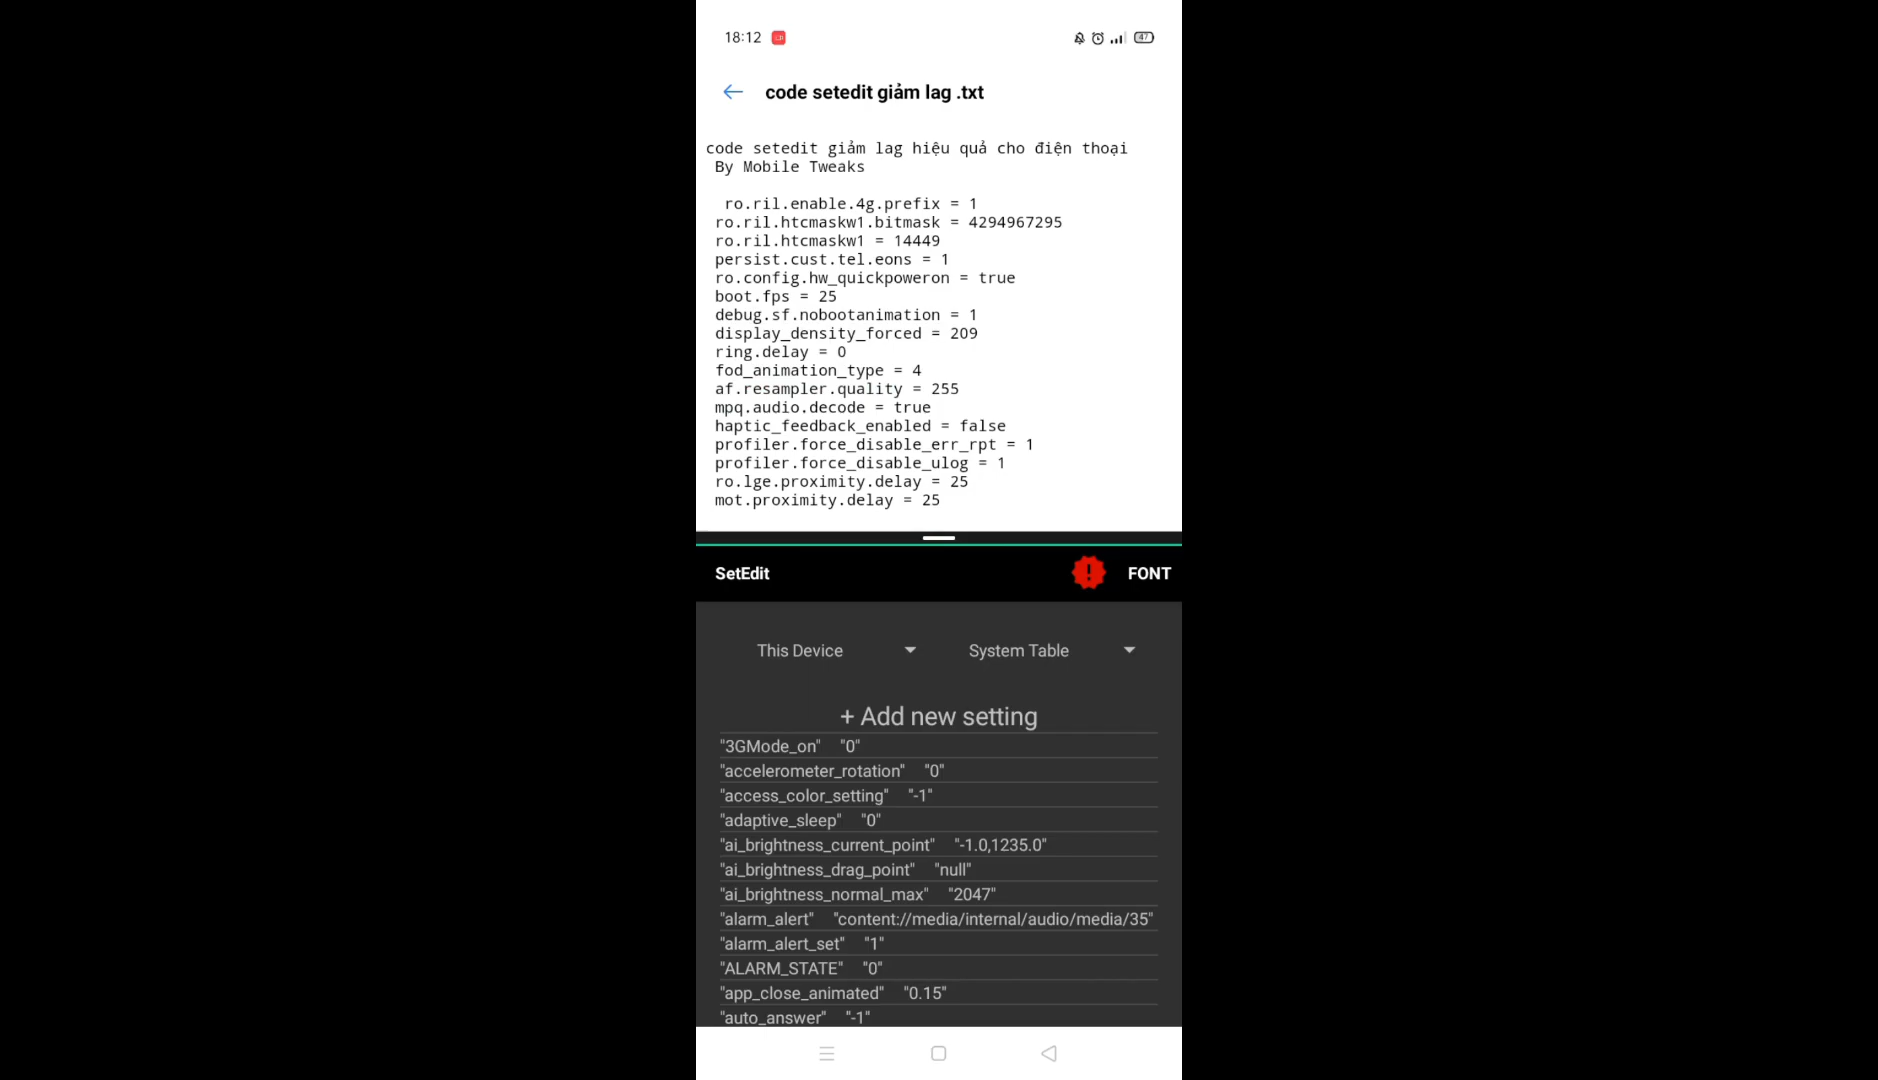 18:12
47
code setedit giảm lag .txt
code setedit giảm lag hiệu quả cho điện thoại
By Mobile Tweaks
ro.ril.enable.4g.prefix = 1
ro.ril.htcmaskw1.bitmask = 4294967295
ro.ril.htcmaskw1 = 14449
persist.cust.tel.eons = 1
ro.config.hw_quickpoweron = true
boot.fps = 25
debug.sf.nobootanimation = 1
display_density_forced = 209
ring.delay = 0
fod_animation_type = 4
af.resampler.quality = 255
mpq.audio.decode = true
haptic_feedback_enabled = false
profiler.force_disable_err_rpt = 1
profiler.force_disable_ulog = 1
ro.lge.proximity.delay = 25
mot.proximity.delay = 25
SetEdit
FONT
This Device
System Table
+ Add new setting
"3GMode_on" "0"
"accelerometer_rotation" "0"
"access_color_setting" "-1"
"adaptive_sleep" "0"
"ai_brightness_current_point" "-1.0,1235.0"
"ai_brightness_drag_point" "null"
"ai_brightness_normal_max" "2047"
"alarm_alert" "content://media/internal/audio/media/35"
"alarm_alert_set" "1"
"ALARM_STATE" "0"
"app_close_animated" "0.15"
"auto_answer" "-1"